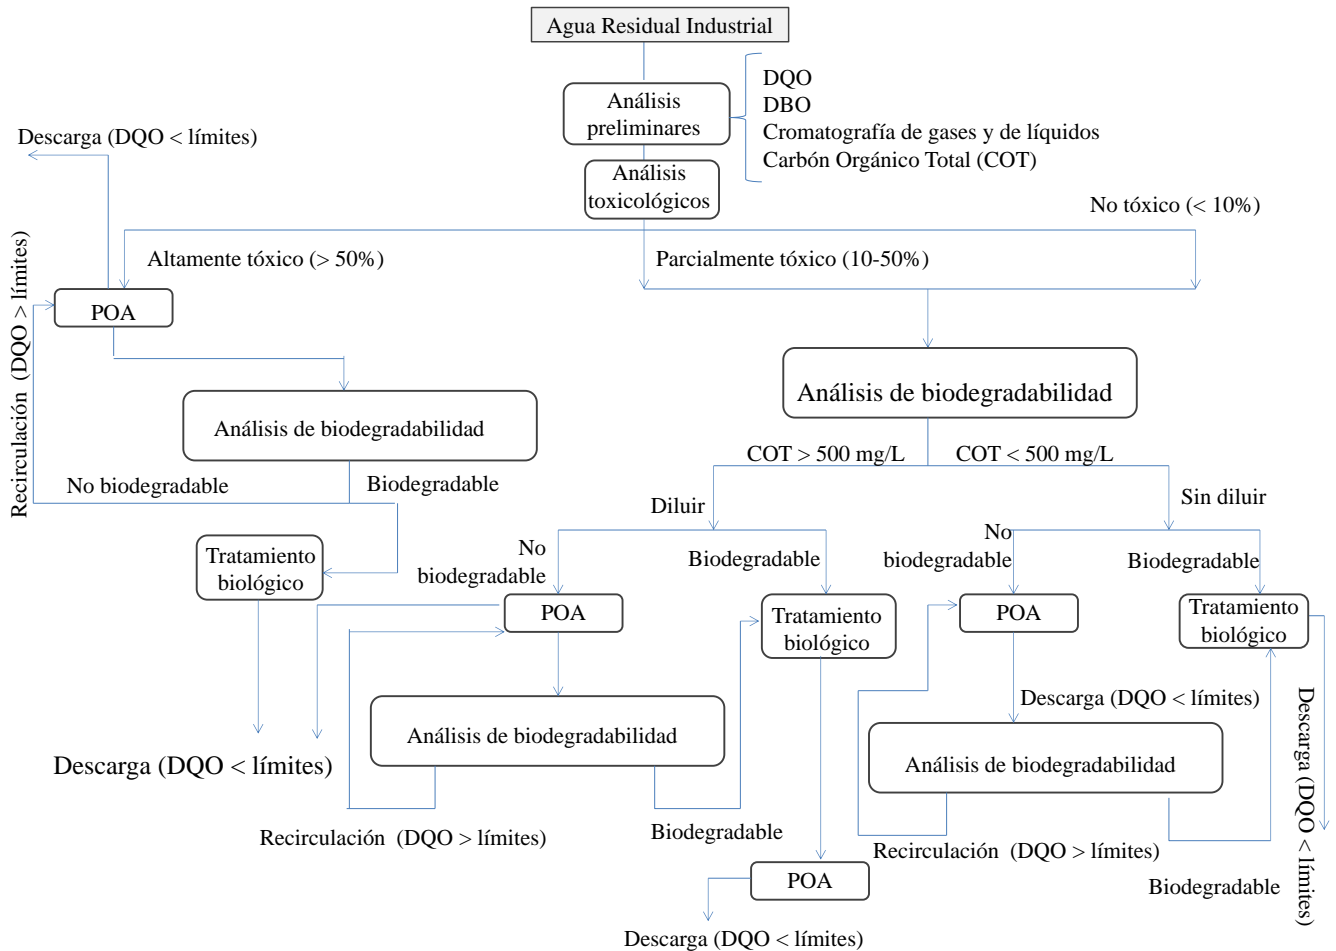 Agua Residual Industrial
Análisis
preliminares
DQO
DBO
Cromatografía de gases y de líquidos
Carbón Orgánico Total (COT)
Análisis
toxicológicos
Descarga (DQO < límites)
No tóxico (< 10%)
Altamente tóxico (> 50%)
Parcialmente tóxico (10-50%)
Recirculación (DQO > límites)
POA
Análisis de biodegradabilidad
Análisis de biodegradabilidad
No biodegradable
Biodegradable
COT > 500 mg/L
COT < 500 mg/L
Diluir
Sin diluir
Tratamiento
biológico
No
biodegradable
Biodegradable
No
biodegradable
Biodegradable
POA
Tratamiento
biológico
POA
Tratamiento
biológico
Descarga (DQO < límites)
Análisis de biodegradabilidad
Descarga (DQO < límites)
Análisis de biodegradabilidad
Descarga (DQO < límites)
Recirculación (DQO > límites)
Biodegradable
Recirculación (DQO > límites)
Biodegradable
POA
Descarga (DQO < límites)